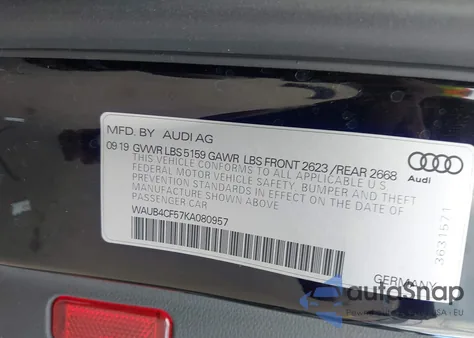 MFD. BY AUDI AG
09 19 GVWR LBS 5159 GAWR LBS FRONT 2623 / REAR 2668
THIS VEHICLE CONFORMS TO ALL APPLICABLE U.S.
FEDERAL MOTOR VEHICLE SAFETY, BUMPER AND THEFT
PREVENTION STANDARDS IN EFFECT ON THE DATE OF
MANUFACTURE SHOWN ABOVE
PASSENGER CAR
WAUB4CF57KA080957
Audi
3631571
GERMANY
autoSnap